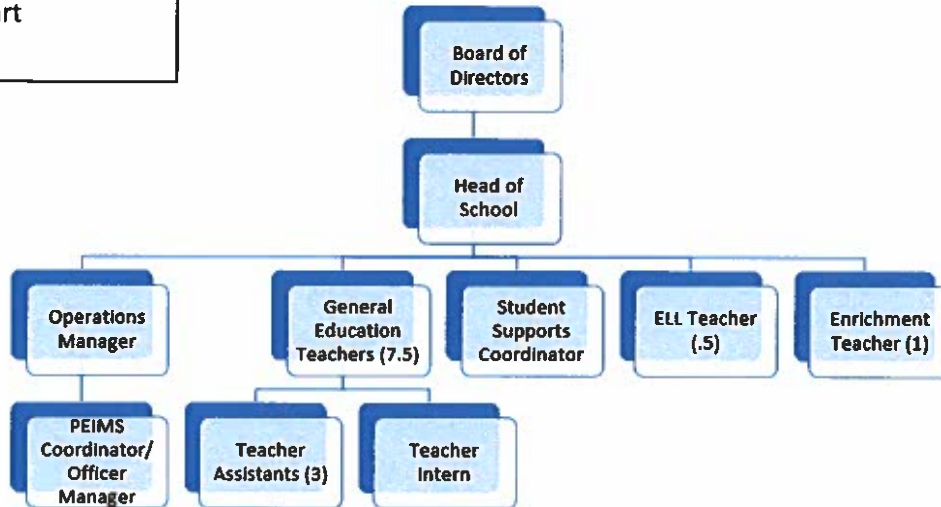 Board of
Directors
Head of
School
Operations
Manager
General
Education
Teachers (7.5)
Student
Supports
Coordinator
ELL Teacher
(.5)
Enrichment
Teacher (1)
PEIMS
Coordinator/
Officer
Manager
Teacher
Assistants (3)
Teacher
Intern